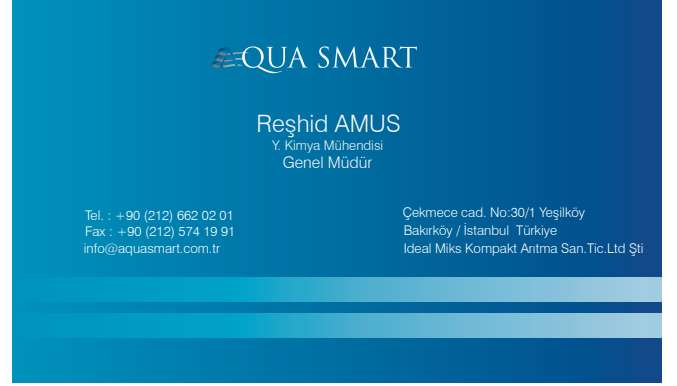 QUA SMART
Reşhid AMUS
Y. Kimya Mühendisi
Genel Müdür
Tel. : +90 (212) 662 02 01
Fax : +90 (212) 574 19 91
info@aquasmart.com.tr
Çekmece cad. No:30/1 Yeşilköy
Bakırköy / İstanbul Türkiye
Ideal Miks Kompakt Arıtma San.Tic.Ltd Şti